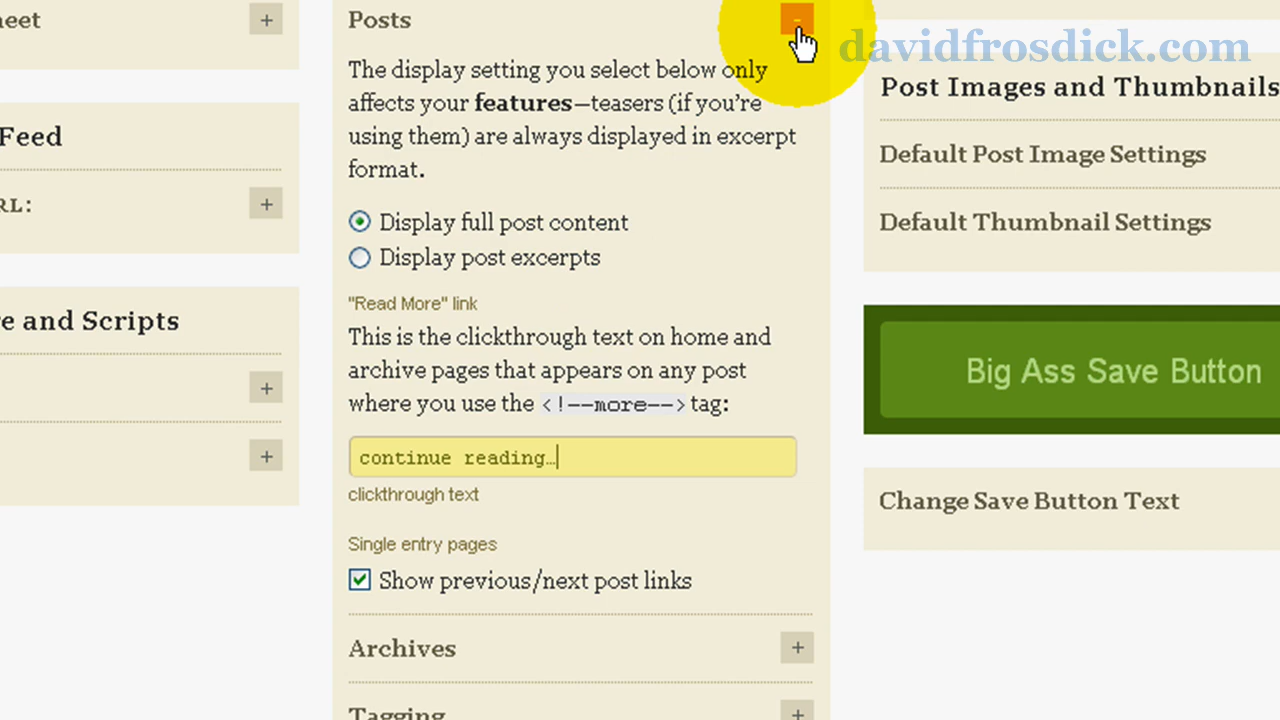 eet
+
Feed
RL:
+
e and Scripts
+
+
Posts
-
The display setting you select below only
affects your features—teasers (if you're
using them) are always displayed in excerpt
format.
Display full post content
Display post excerpts
"Read More" link
This is the clickthrough text on home and
archive pages that appears on any post
where you use the <!--more--> tag:
continue reading…
clickthrough text
Single entry pages
Show previous/next post links
Archives
+
Tagging
+
davidfrosdick.com
Post Images and Thumbnails
Default Post Image Settings
Default Thumbnail Settings
Big Ass Save Button
Change Save Button Text